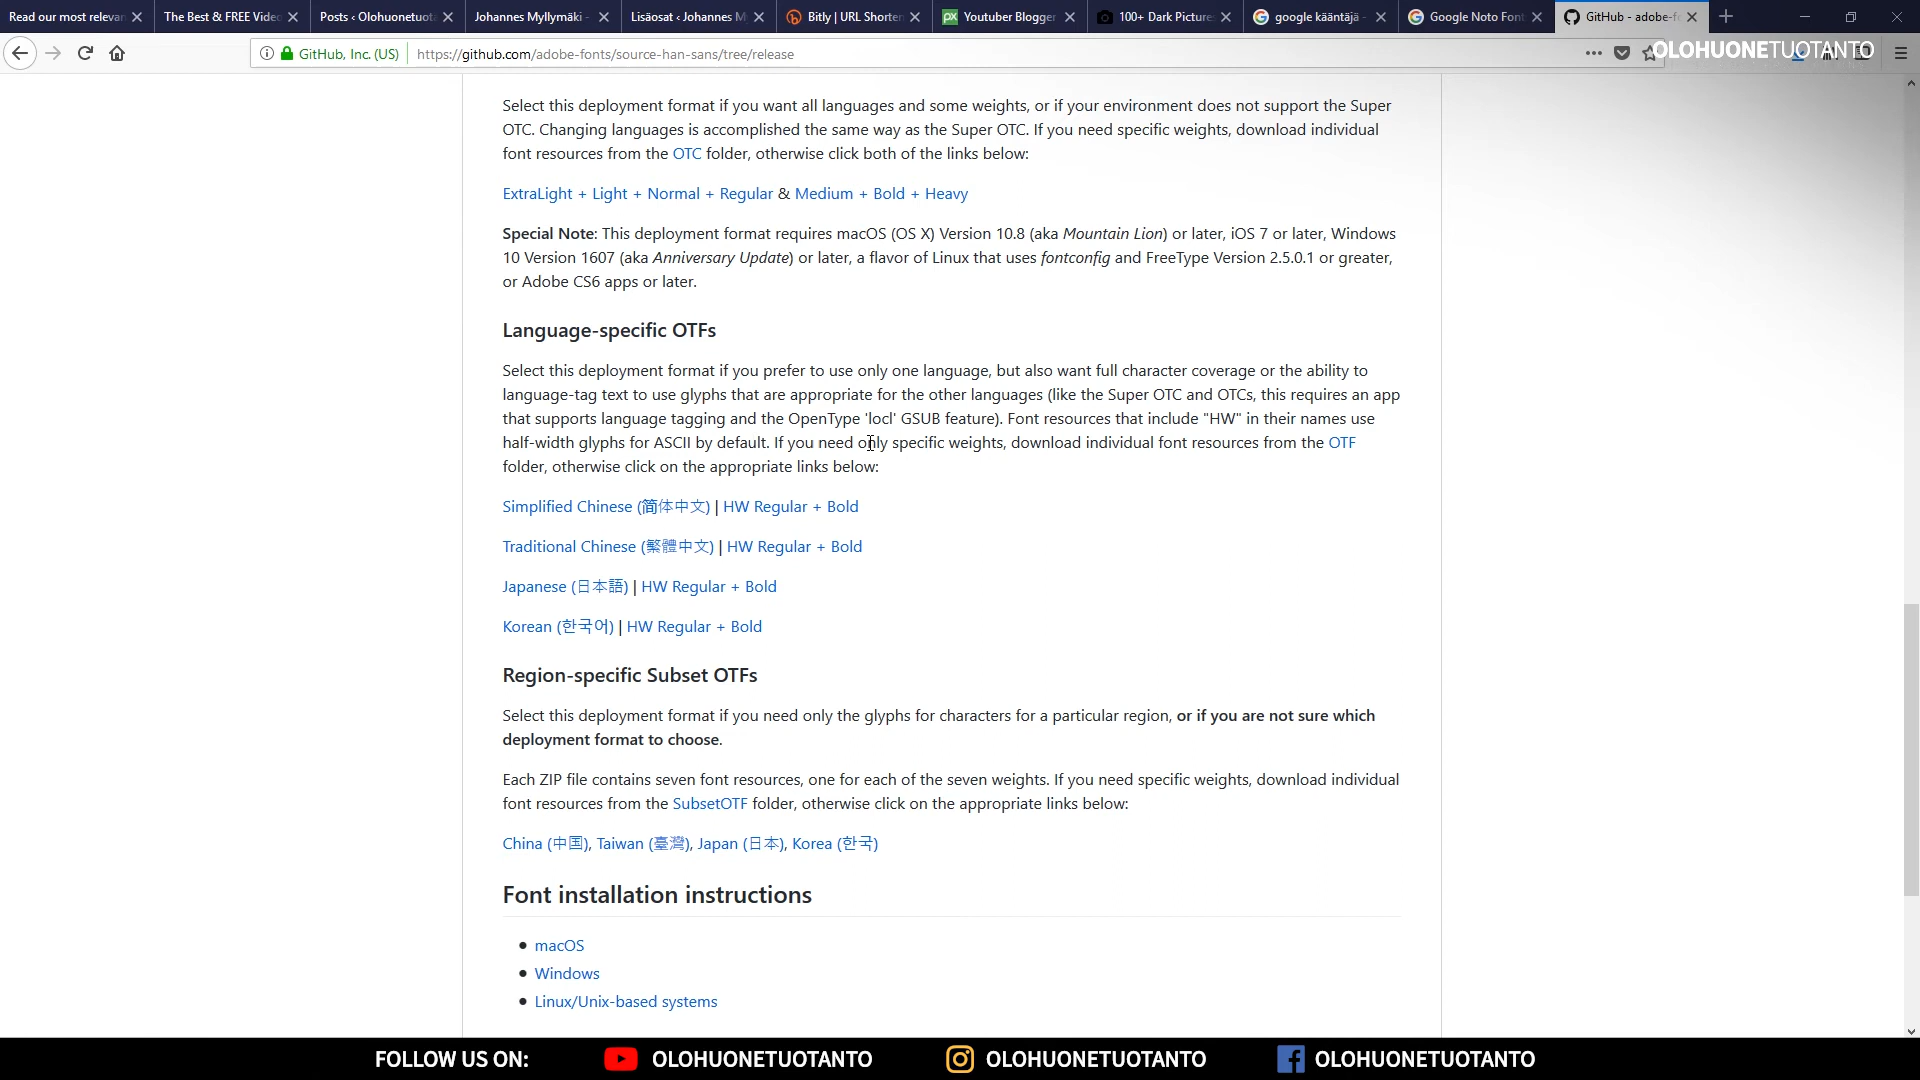 Read our most relevan
The Best & FREE Video
Posts ‹ Olohuonetuota
Johannes Myllymäki -
Lisäosat ‹ Johannes M
Bitly | URL Shorten
Youtuber Blogger
100+ Dark Picture
google kääntäjä -
Google Noto Font
GitHub - adobe-f
GitHub, Inc. (US)
https://github.com/adobe-fonts/source-han-sans/tree/release
OLOHUONETUOTANTO
Select this deployment format if you want all languages and some weights, or if your environment does not support the Super
OTC. Changing languages is accomplished the same way as the Super OTC. If you need specific weights, download individual
font resources from the OTC folder, otherwise click both of the links below:
ExtraLight + Light + Normal + Regular & Medium + Bold + Heavy
Special Note: This deployment format requires macOS (OS X) Version 10.8 (aka Mountain Lion) or later, iOS 7 or later, Windows
10 Version 1607 (aka Anniversary Update) or later, a flavor of Linux that uses fontconfig and FreeType Version 2.5.0.1 or greater,
or Adobe CS6 apps or later.
Language-specific OTFs
Select this deployment format if you prefer to use only one language, but also want full character coverage or the ability to
language-tag text to use glyphs that are appropriate for the other languages (like the Super OTC and OTCs, this requires an app
that supports language tagging and the OpenType 'locl' GSUB feature). Font resources that include "HW" in their names use
half-width glyphs for ASCII by default. If you need only specific weights, download individual font resources from the OTF
folder, otherwise click on the appropriate links below:
Simplified Chinese (简体中文) | HW Regular + Bold
Traditional Chinese (繁體中文) | HW Regular + Bold
Japanese (日本語) | HW Regular + Bold
Korean (한국어) | HW Regular + Bold
Region-specific Subset OTFs
Select this deployment format if you need only the glyphs for characters for a particular region, or if you are not sure which
deployment format to choose.
Each ZIP file contains seven font resources, one for each of the seven weights. If you need specific weights, download individual
font resources from the SubsetOTF folder, otherwise click on the appropriate links below:
China (中国), Taiwan (臺灣), Japan (日本), Korea (한국)
Font installation instructions
macOS
Windows
Linux/Unix-based systems
FOLLOW US ON:
OLOHUONETUOTANTO
OLOHUONETUOTANTO
OLOHUONETUOTANTO